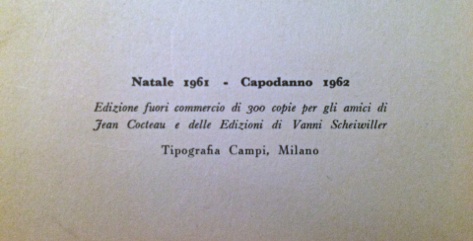 Natale 1961 - Capodanno 1962
Edizione fuori commercio di 300 copie per gli amici di
Jean Cocteau e delle Edizioni di Vanni Scheiwiller
Tipografia Campi, Milano